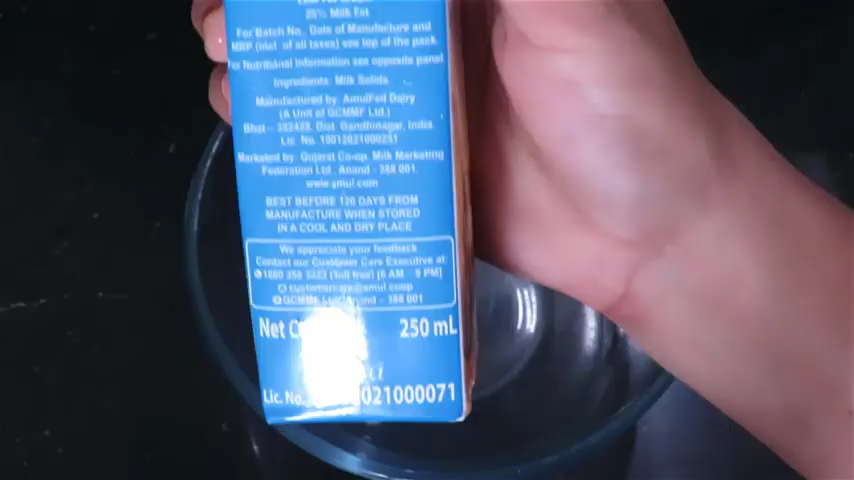 25% Milk Fat
For Batch No., Date of Manufacture and
MRP (incl. of all taxes) see top of the pack
For Nutritional Information see opposite panel
Ingredients: Milk Solids
Manufactured by: AmulFed Dairy
(A Unit of GCMMF Ltd.)
Bhat - 382428, Dist. Gandhinagar, India
Lic. No. 10012021000231
Marketed by: Gujarat Co-op. Milk Marketing
Federation Ltd., Anand - 388 001.
www.amul.com
BEST BEFORE 120 DAYS FROM
MANUFACTURE WHEN STORED
IN A COOL AND DRY PLACE
We appreciate your feedback
Contact our Customer Care Executive at:
(toll free) [6 AM - 9 PM]
customercare@amul.coop
GCMMF Anand - 388 001
Net 250 mL
Lic. No. 021000071